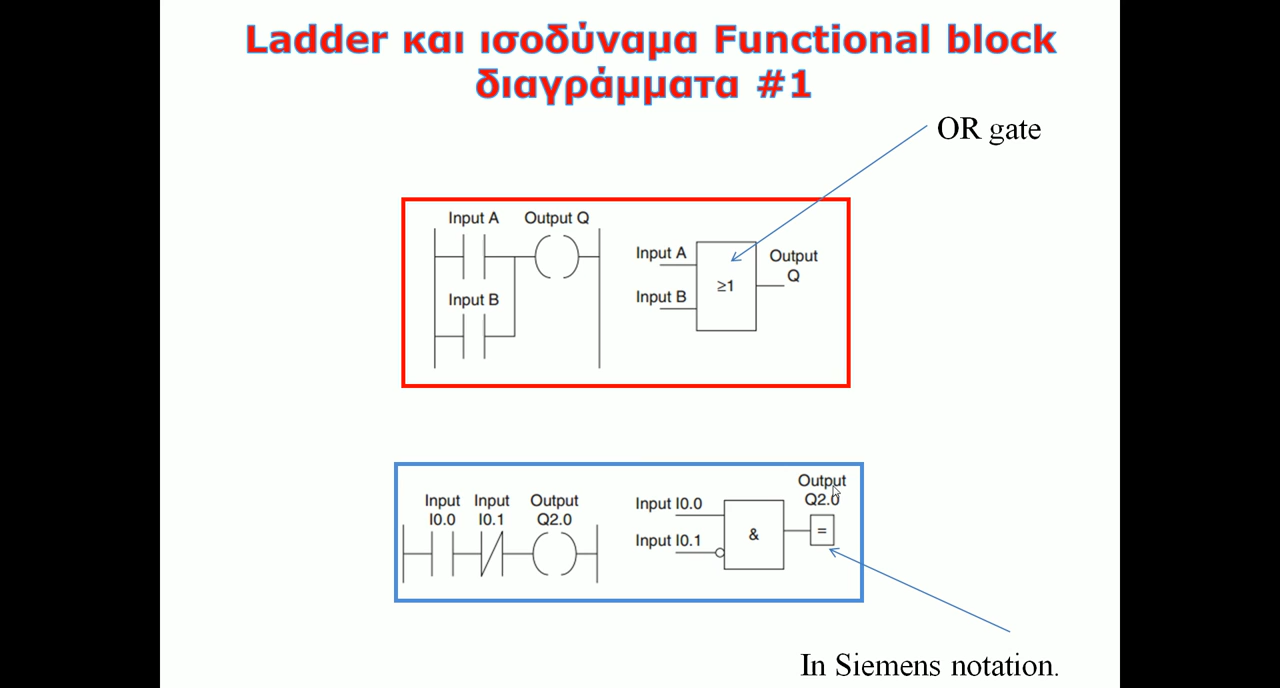 Ladder και ισοδύναμα Functional block
διαγράμματα #1
OR gate
Input A
Output Q
Input B
Input A
Input B
≥1
Output
Q
Input
I0.0
Input
I0.1
Output
Q2.0
Input I0.0
Input I0.1
&
Output
Q2.0
=
In Siemens notation.